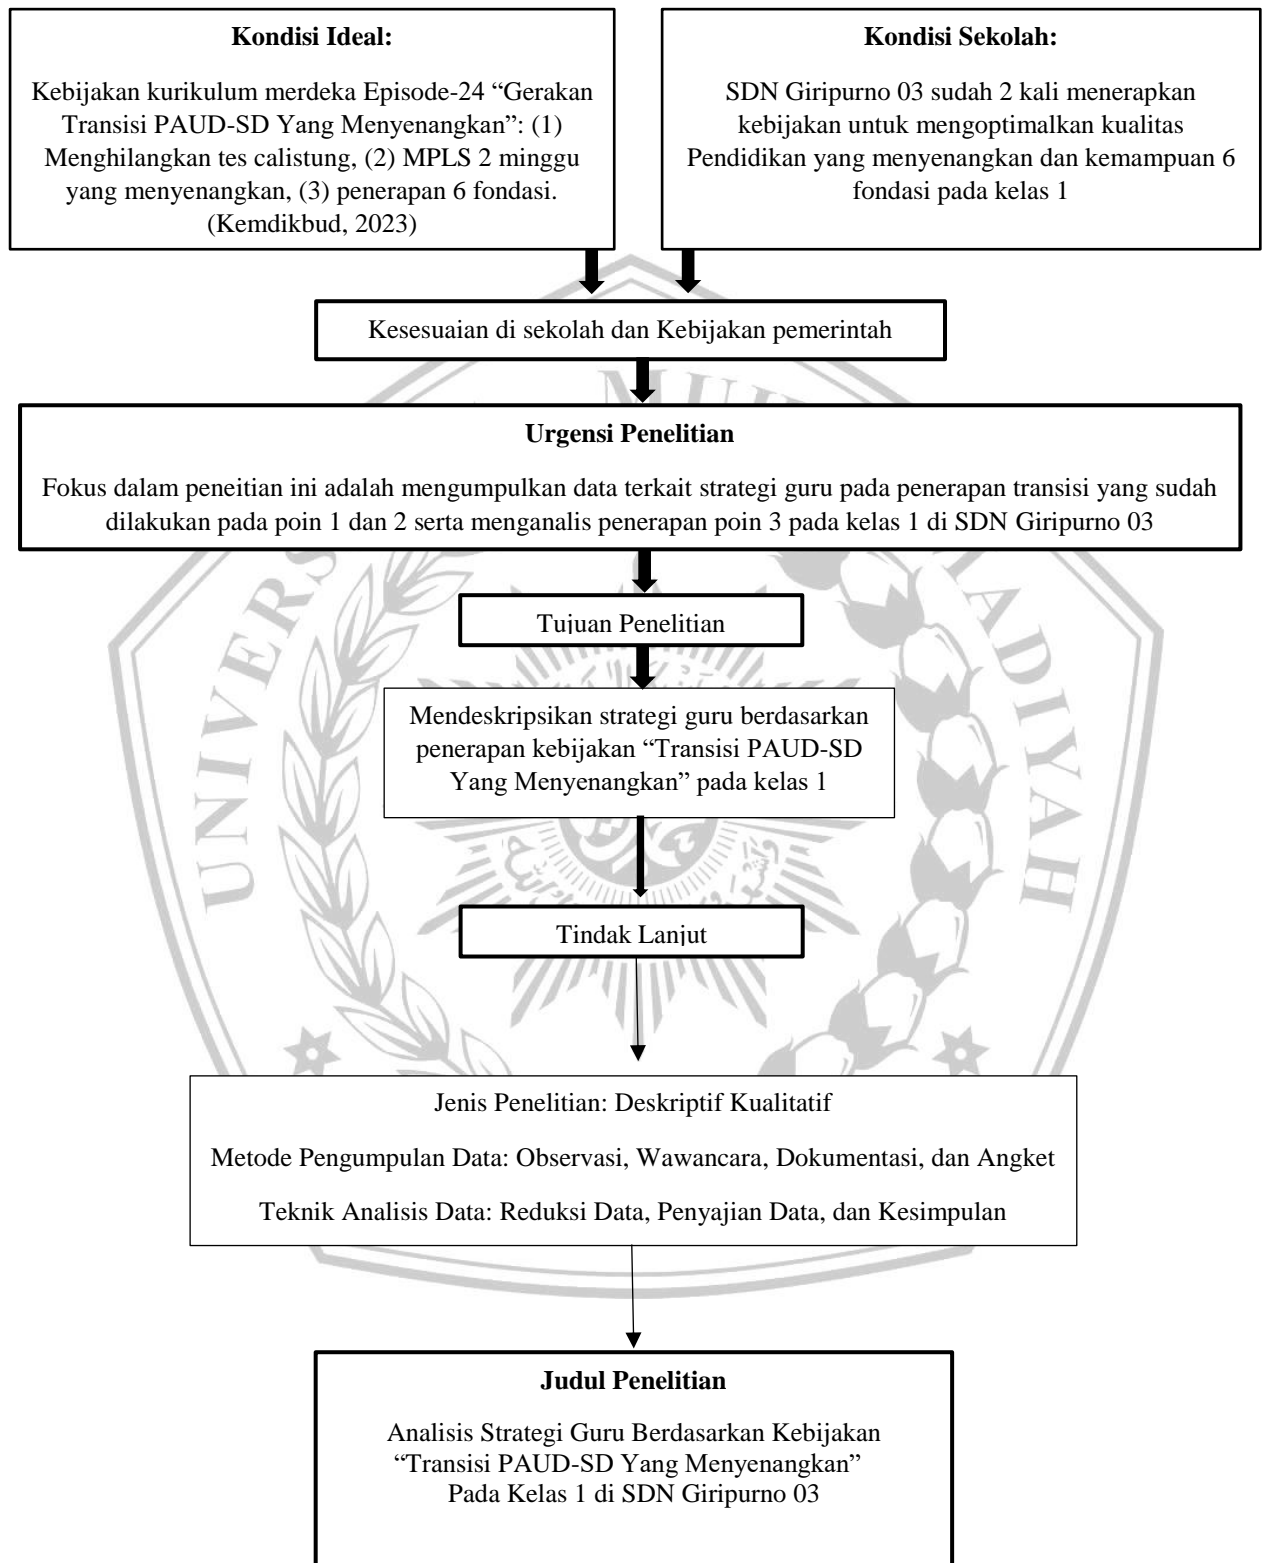 Kondisi Ideal:
Kebijakan kurikulum merdeka Episode-24 “Gerakan
Transisi PAUD-SD Yang Menyenangkan”: (1)
Menghilangkan tes calistung, (2) MPLS 2 minggu
yang menyenangkan, (3) penerapan 6 fondasi.
(Kemdikbud, 2023)
Kondisi Sekolah:
SDN Giripurno 03 sudah 2 kali menerapkan
kebijakan untuk mengoptimalkan kualitas
Pendidikan yang menyenangkan dan kemampuan 6
fondasi pada kelas 1
Kesesuaian di sekolah dan Kebijakan pemerintah
Urgensi Penelitian
Fokus dalam peneitian ini adalah mengumpulkan data terkait strategi guru pada penerapan transisi yang sudah
dilakukan pada poin 1 dan 2 serta menganalis penerapan poin 3 pada kelas 1 di SDN Giripurno 03
Tujuan Penelitian
Mendeskripsikan strategi guru berdasarkan
penerapan kebijakan “Transisi PAUD-SD
Yang Menyenangkan” pada kelas 1
Tindak Lanjut
Jenis Penelitian: Deskriptif Kualitatif
Metode Pengumpulan Data: Observasi, Wawancara, Dokumentasi, dan Angket
Teknik Analisis Data: Reduksi Data, Penyajian Data, dan Kesimpulan
Judul Penelitian
Analisis Strategi Guru Berdasarkan Kebijakan
“Transisi PAUD-SD Yang Menyenangkan”
Pada Kelas 1 di SDN Giripurno 03